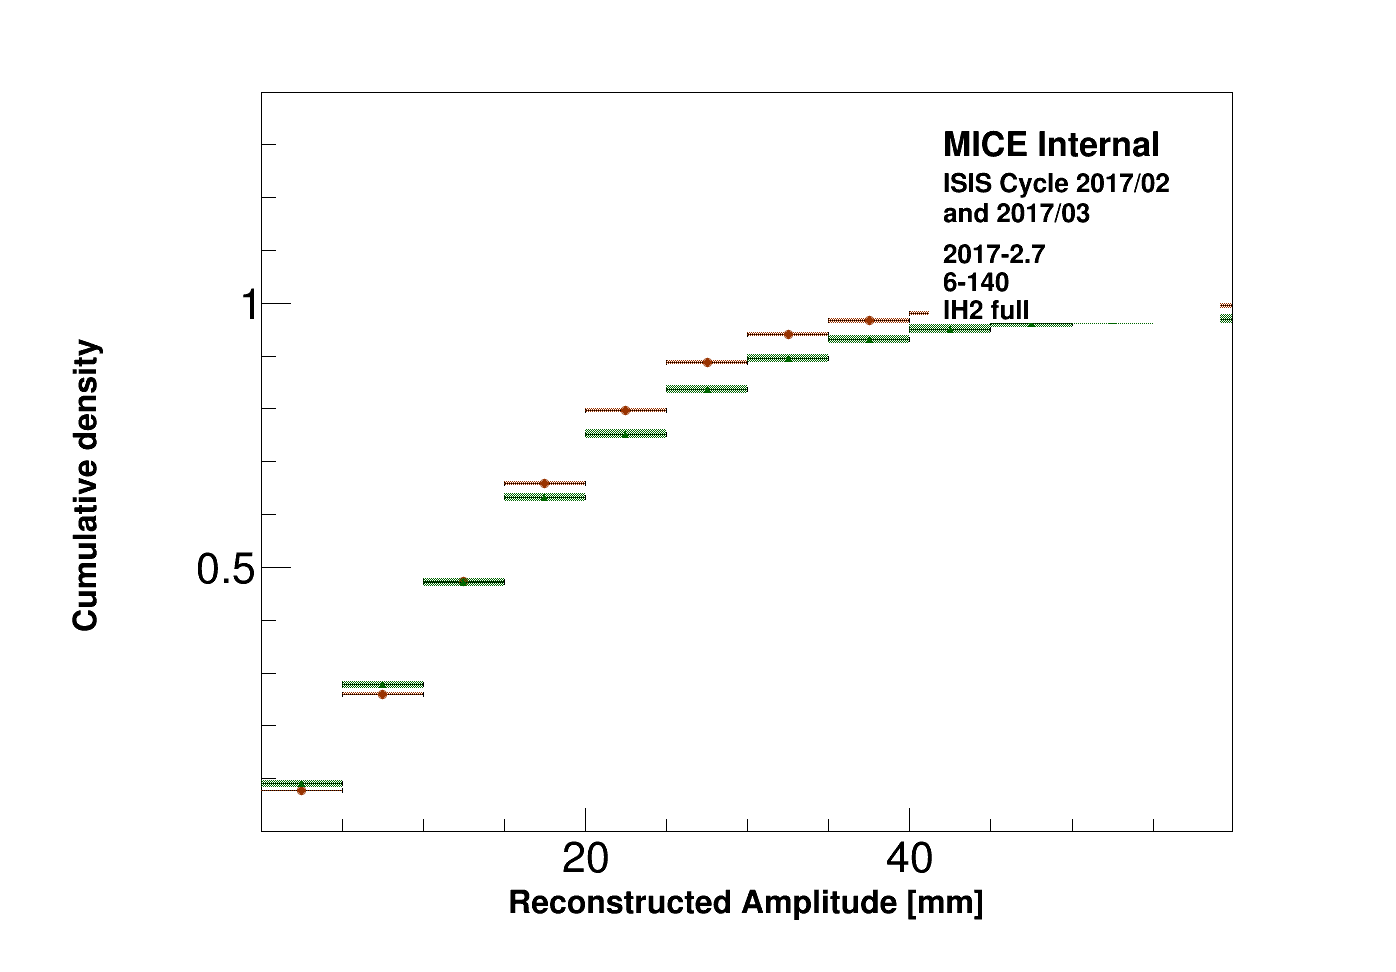 MICE Internal
ISIS Cycle 2017/02
and 2017/03
2017-2.7
6-140
IH2 full
1
0.5
Cumulative density
20
40
Reconstructed Amplitude [mm]